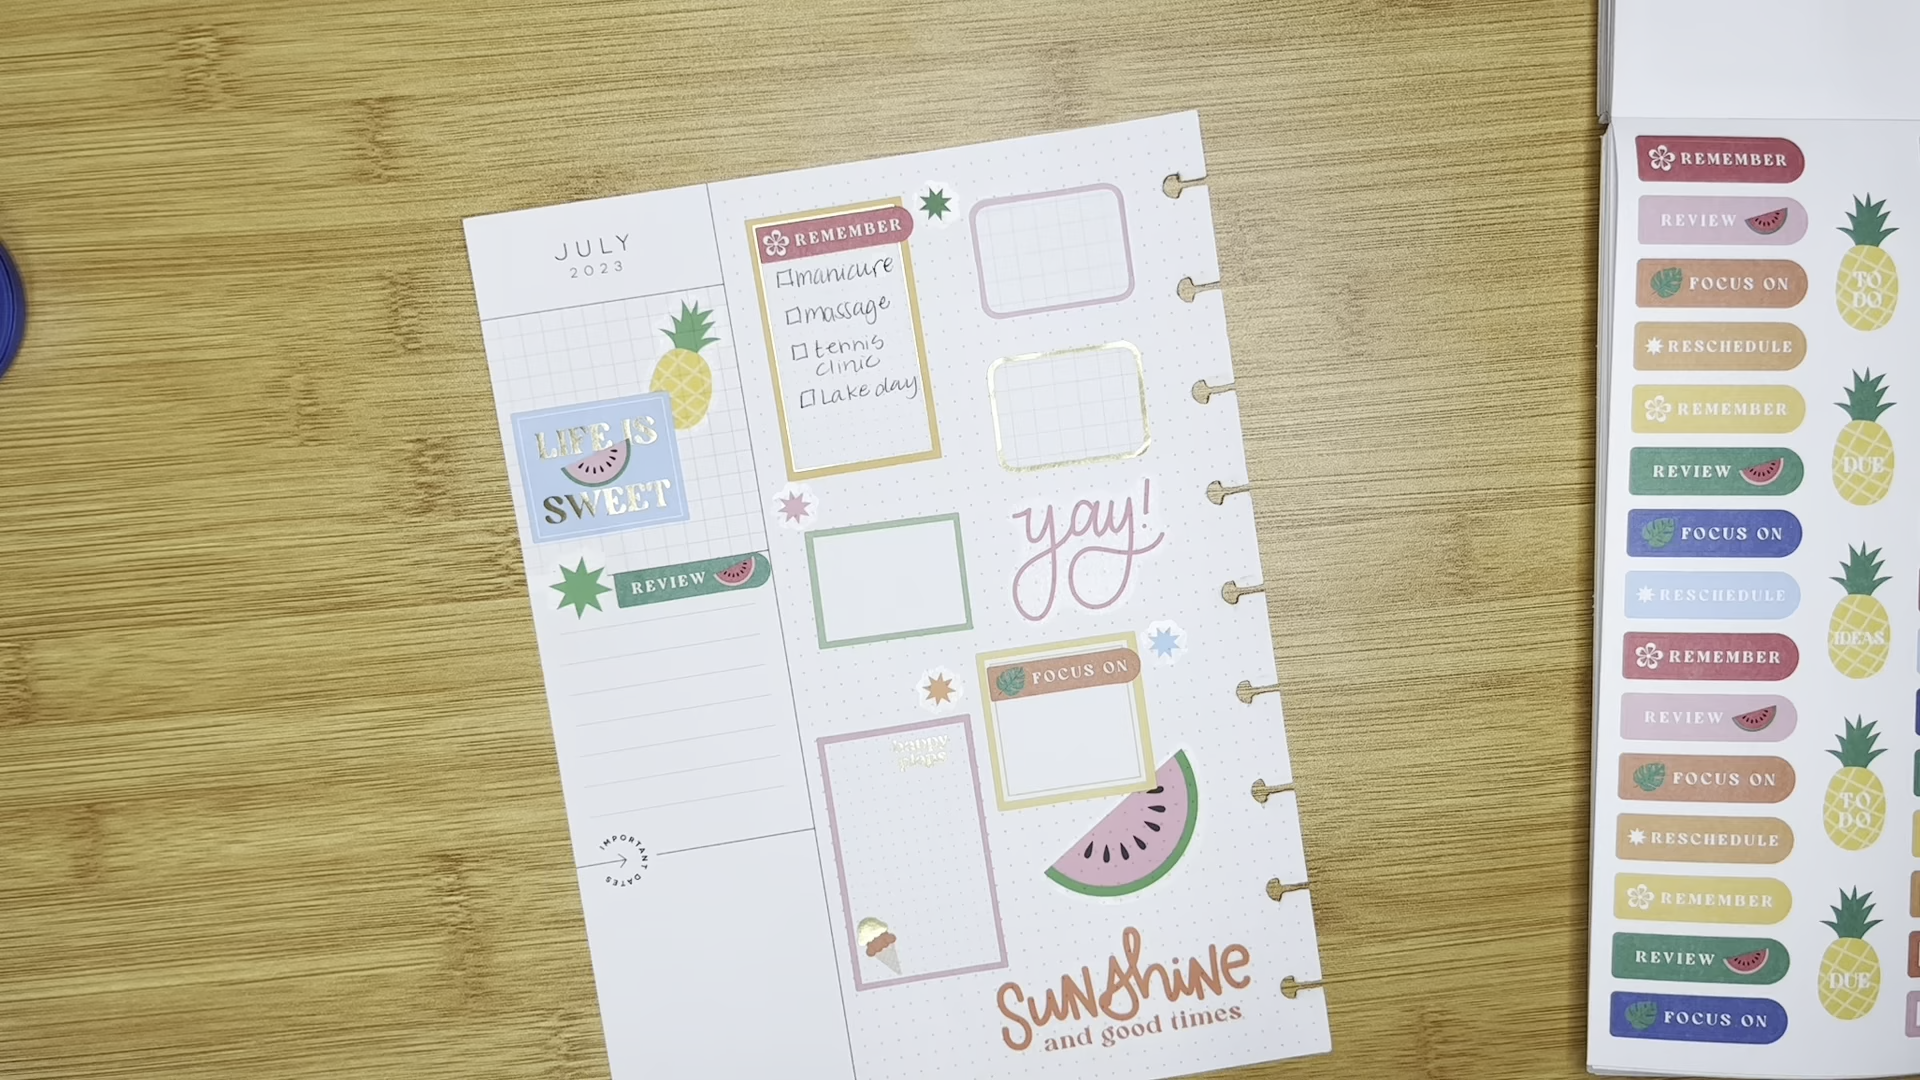 JULY
2023
LIFE IS
SWEET
REVIEW
IMPORTANT DATES
REMEMBER
manicure
massage
tennis
clinic
Lake day
yay!
FOCUS ON
happy
plans
SUNShiNE
and good times
REMEMBER
REVIEW
FOCUS ON
RESCHEDULE
REMEMBER
REVIEW
FOCUS ON
RESCHEDULE
REMEMBER
REVIEW
FOCUS ON
RESCHEDULE
REMEMBER
REVIEW
FOCUS ON
TO
DO
DUE
IDEAS
TO
DO
DUE